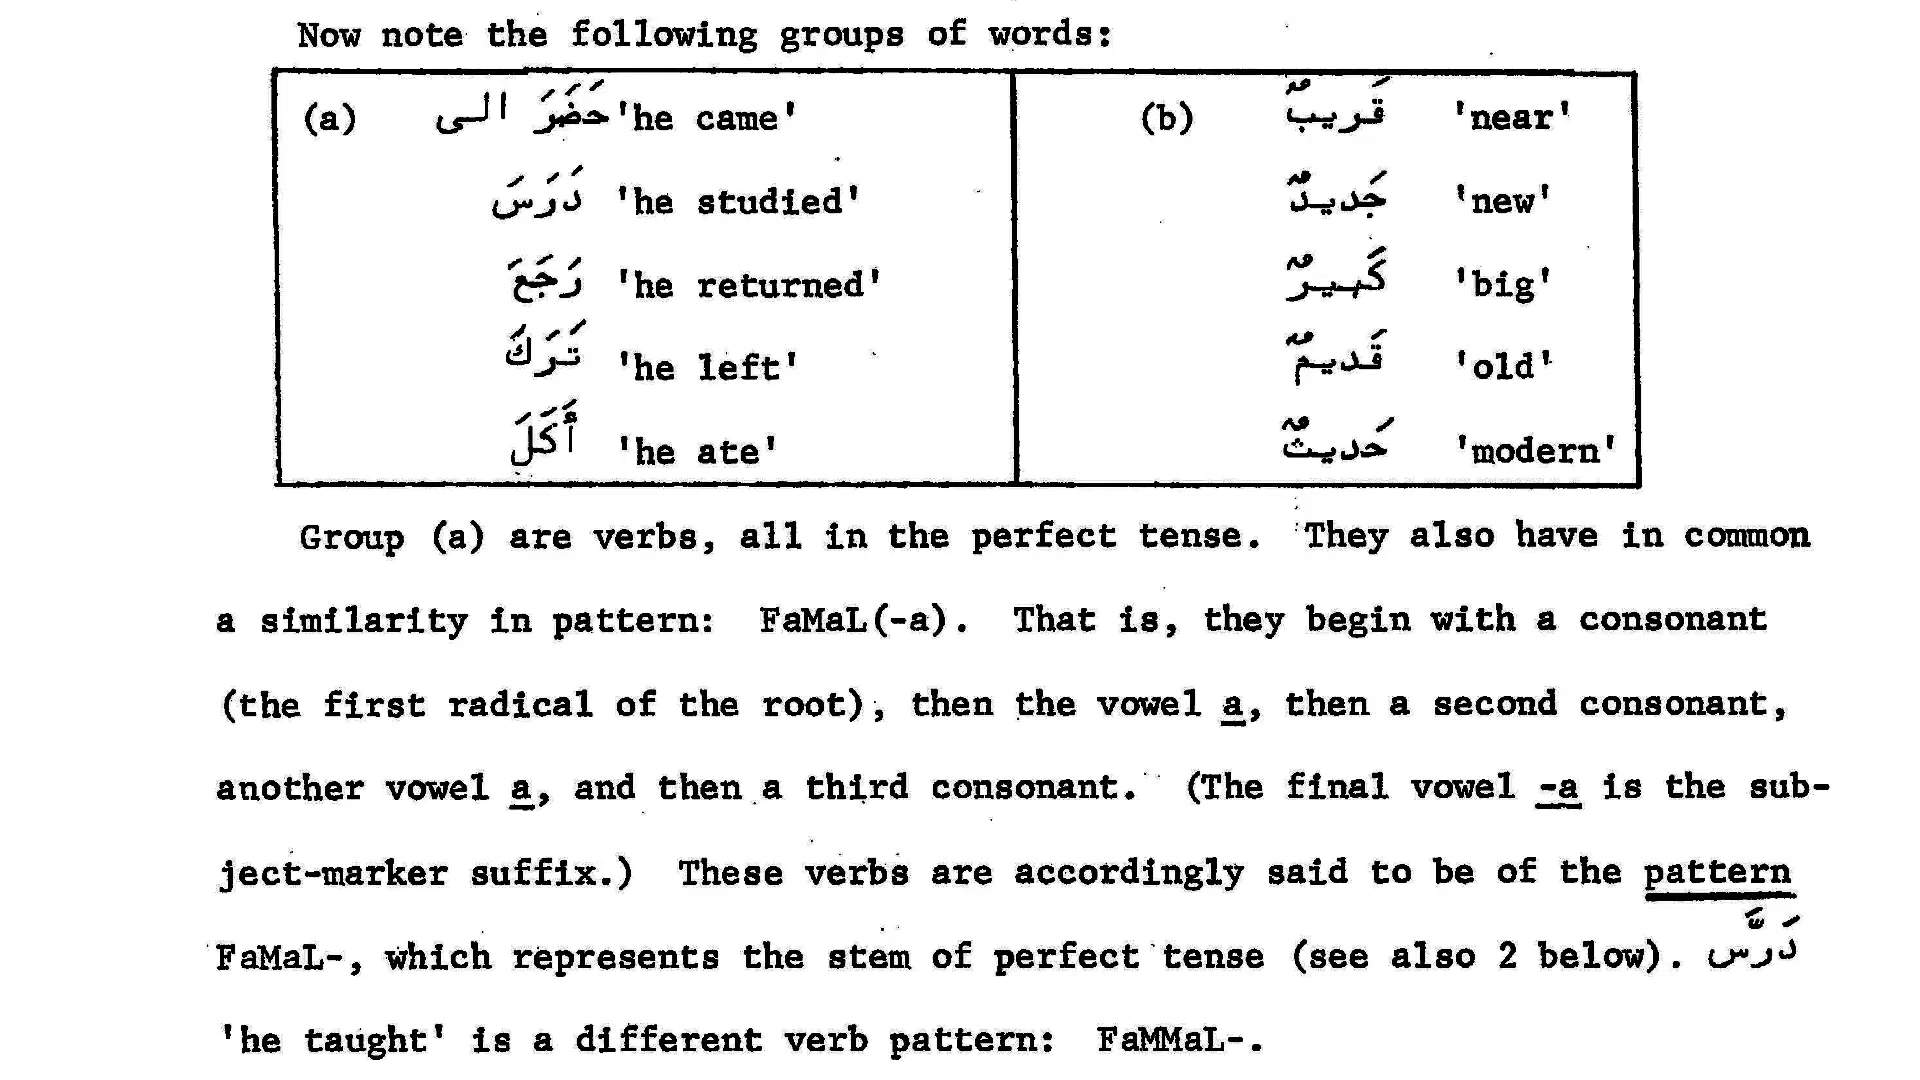 Now note the following groups of words:
(a) حَضَرَ الى 'he came' (b) قَريبٌ 'near'
دَرَسَ 'he studied' جَديدٌ 'new'
رَجَعَ 'he returned' كَبيرٌ 'big'
تَرَكَ 'he left' قَديمٌ 'old'
أَكَلَ 'he ate' حَديثٌ 'modern'
Group (a) are verbs, all in the perfect tense. They also have in common
a similarity in pattern: FaMaL(-a). That is, they begin with a consonant
(the first radical of the root), then the vowel a, then a second consonant,
another vowel a, and then a third consonant. (The final vowel -a is the sub-
ject-marker suffix.) These verbs are accordingly said to be of the pattern
FaMaL-, which represents the stem of perfect tense (see also 2 below). دَرَّس
'he taught' is a different verb pattern: FaMMaL-.